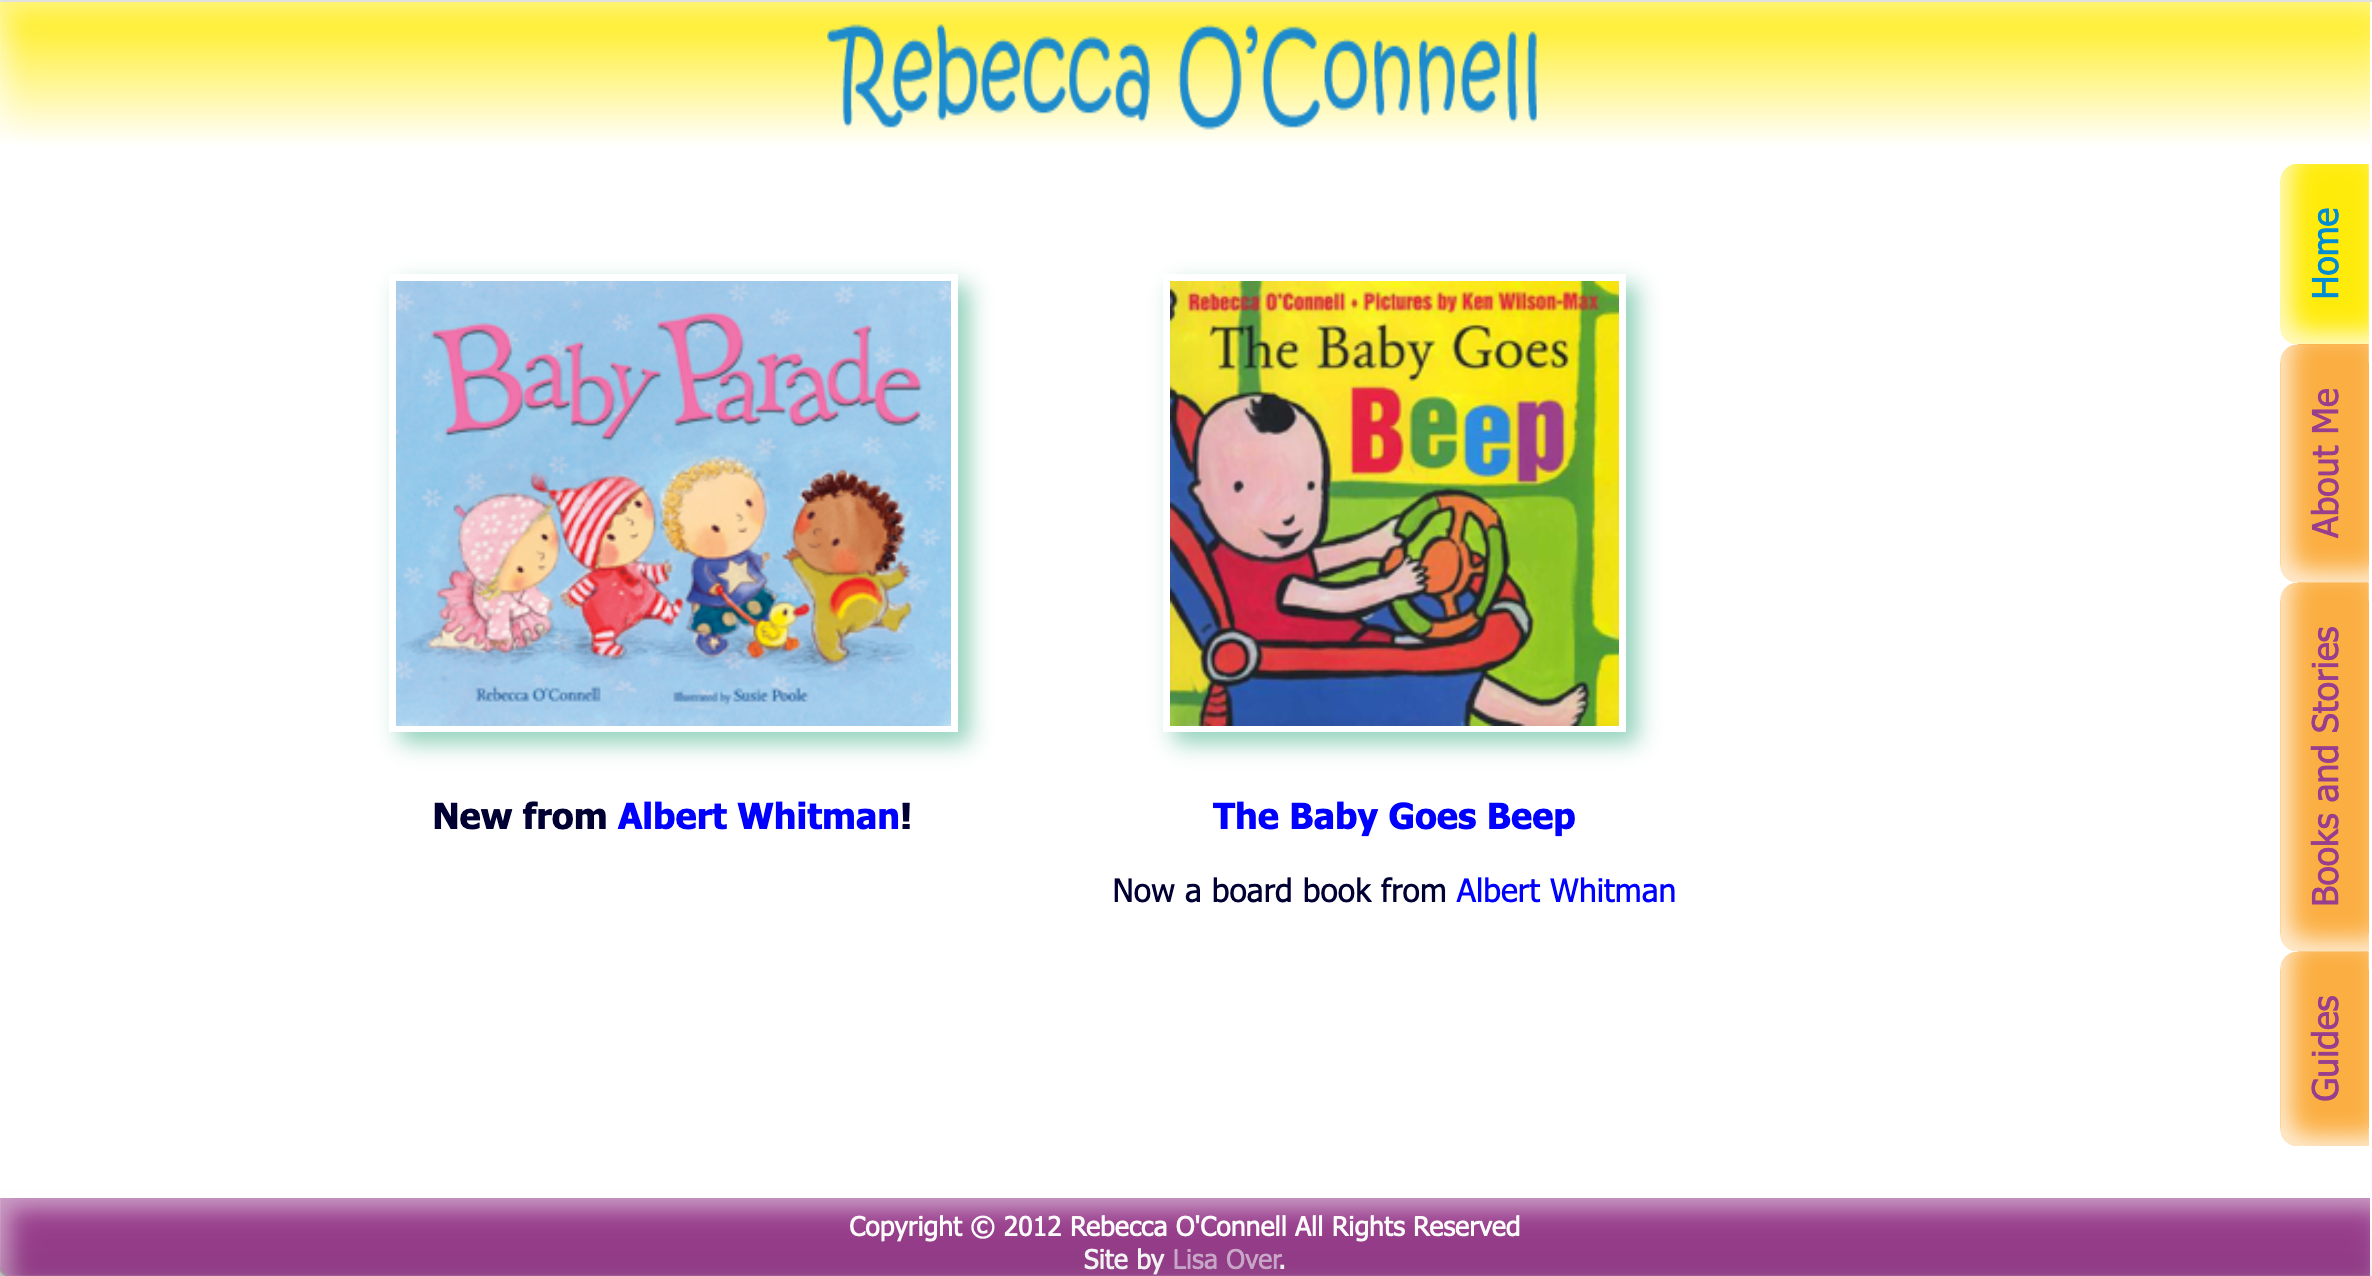 Rebecca O'Connell
Home
About Me
Books and Stories
Guides
Baby Parade
Rebecca O'Connell
Illustrated by Susie Poole
Rebecca O'Connell • Pictures by Ken Wilson-Max
The Baby Goes
Beep
New from Albert Whitman!
The Baby Goes Beep
Now a board book from Albert Whitman
Copyright © 2012 Rebecca O'Connell All Rights Reserved
Site by Lisa Over.